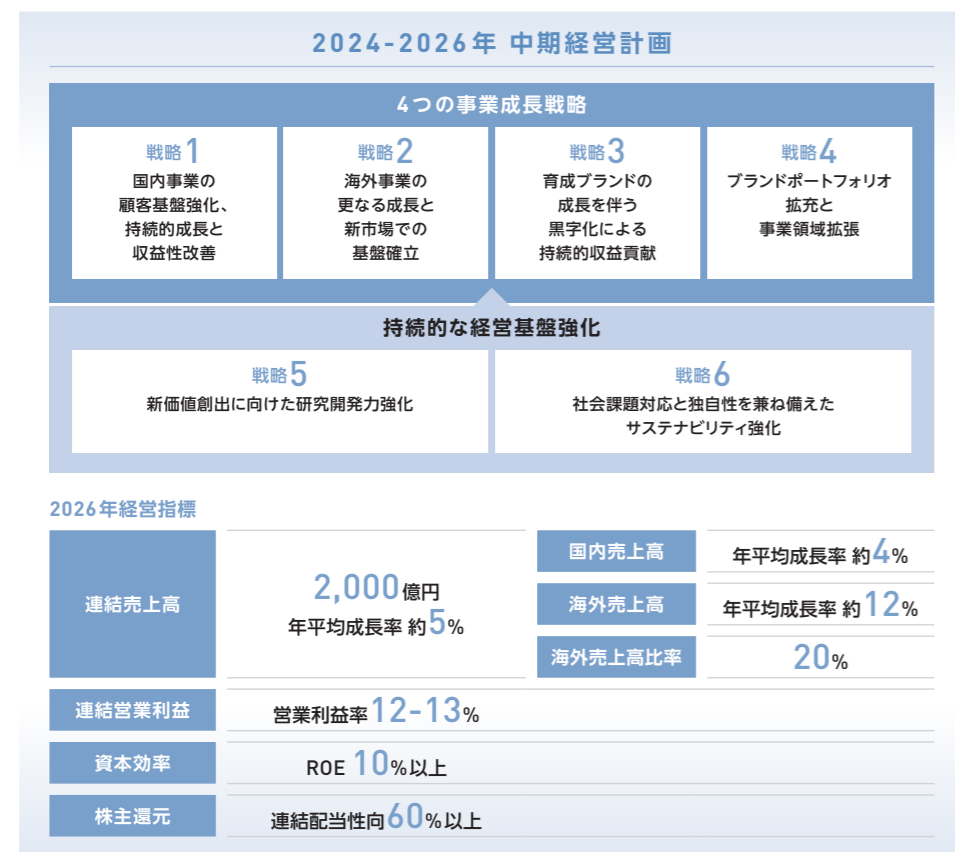 2024-2026年 中期経営計画
4つの事業成長戦略
戦略1
国内事業の
顧客基盤強化、
持続的成長と
収益性改善
戦略2
海外事業の
更なる成長と
新市場での
基盤確立
戦略3
育成ブランドの
成長を伴う
黒字化による
持続的収益貢献
戦略4
ブランドポートフォリオ
拡充と
事業領域拡張
持続的な経営基盤強化
戦略5
新価値創出に向けた研究開発力強化
戦略6
社会課題対応と独自性を兼ね備えた
サステナビリティ強化
2026年経営指標
連結売上高
2,000億円
年平均成長率 約5%
国内売上高
年平均成長率 約4%
海外売上高
年平均成長率 約12%
海外売上高比率
20%
連結営業利益
営業利益率12-13%
資本効率
ROE 10%以上
株主還元
連結配当性向60%以上